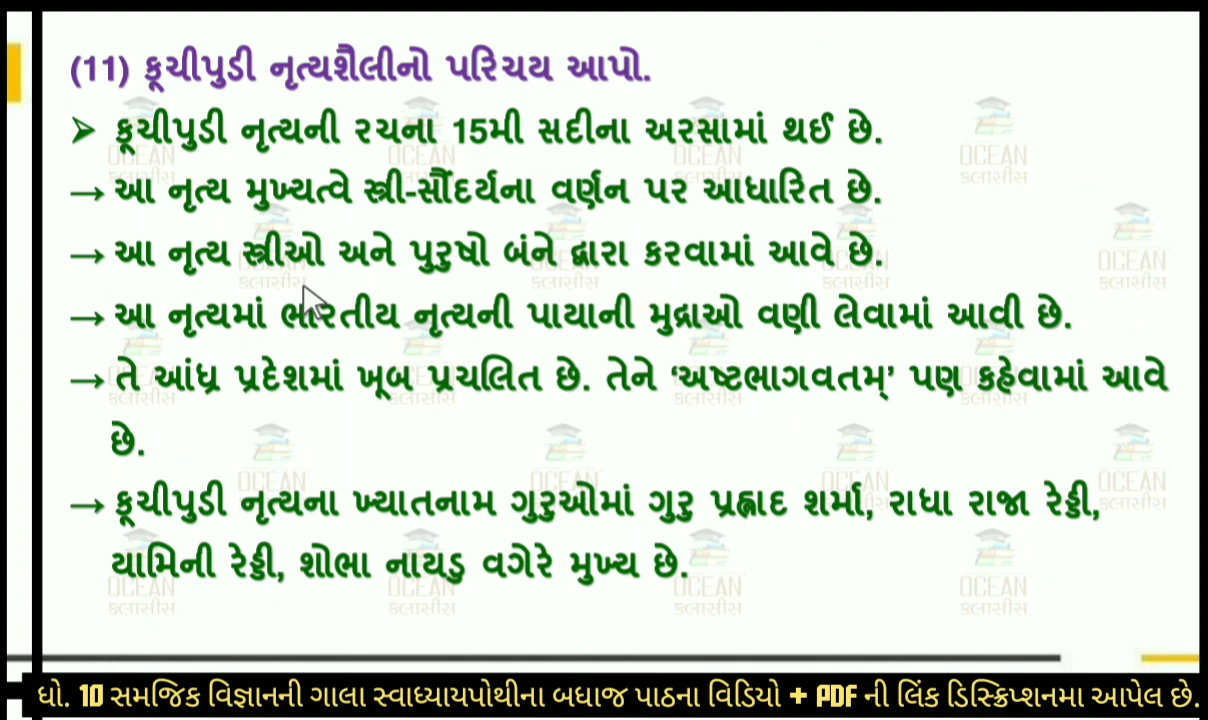 (11) કૂચીપુડી નૃત્યશૈલીનો પરિચય આપો.
➤ કૂચીપુડી નૃત્યની રચના 15મી સદીના અરસામાં થઈ છે.
→ આ નૃત્ય મુખ્યત્વે સ્ત્રી-સૌંદર્યના વર્ણન પર આધારિત છે.
→ આ નૃત્ય સ્ત્રીઓ અને પુરુષો બંને દ્વારા કરવામાં આવે છે.
→ આ નૃત્યમાં ભારતીય નૃત્યની પાયાની મુદ્રાઓ વણી લેવામાં આવી છે.
→ તે આંધ્ર પ્રદેશમાં ખૂબ પ્રચલિત છે. તેને ‘અષ્ટભાગવતમ્’ પણ કહેવામાં આવે
છે.
→ કૂચીપુડી નૃત્યના ખ્યાતનામ ગુરુઓમાં ગુરુ પ્રહ્લાદ શર્મા, રાધા રાજા રેડ્ડી,
યામિની રેડ્ડી, શોભા નાયડુ વગેરે મુખ્ય છે.
OCEAN
કલાસીસ
ધો. 10 સમજિક વિજ્ઞાનની ગાલા સ્વાધ્યાયપોથીના બધાજ પાઠના વિડિયો + PDF ની લિંક ડિસ્ક્રિપ્શનમા આપેલ છે.